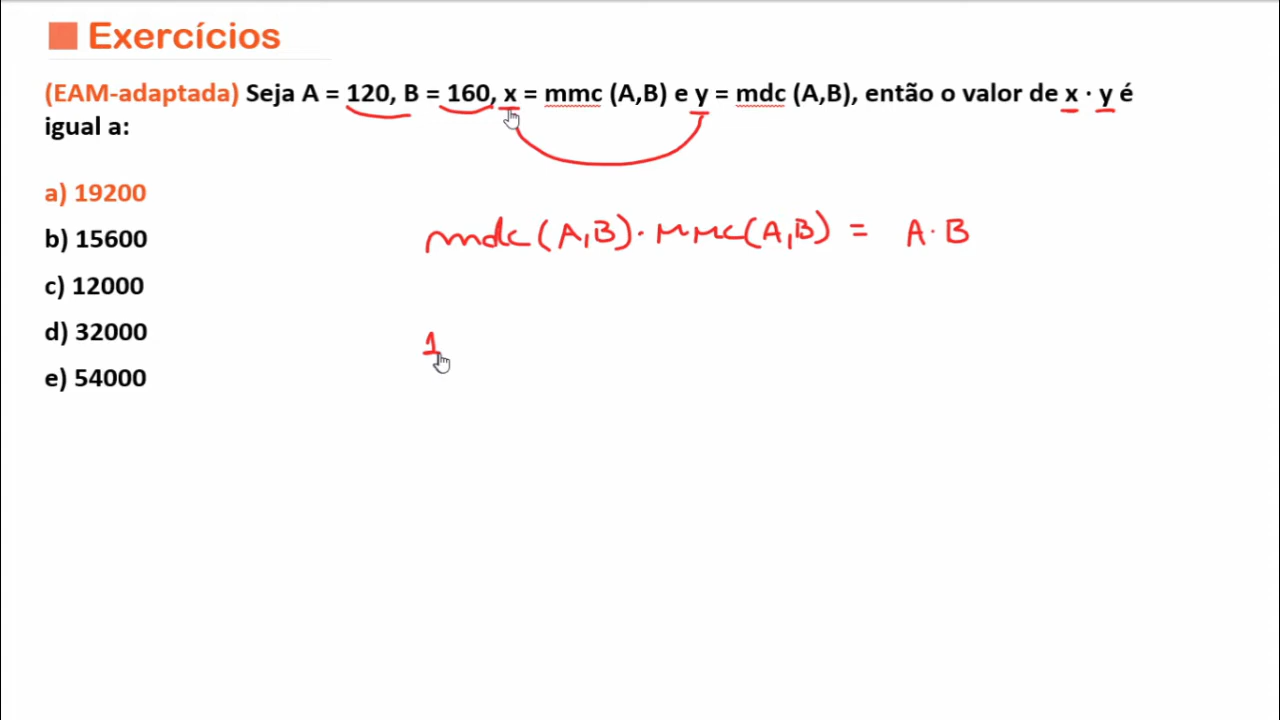 Exercícios
(EAM-adaptada) Seja A = 120, B = 160, x = mmc (A,B) e y = mdc (A,B), então o valor de x · y é
igual a:
a) 19200
mdc(A,B)·mmc(A,B) = A·B
b) 15600
c) 12000
d) 32000
1
e) 54000